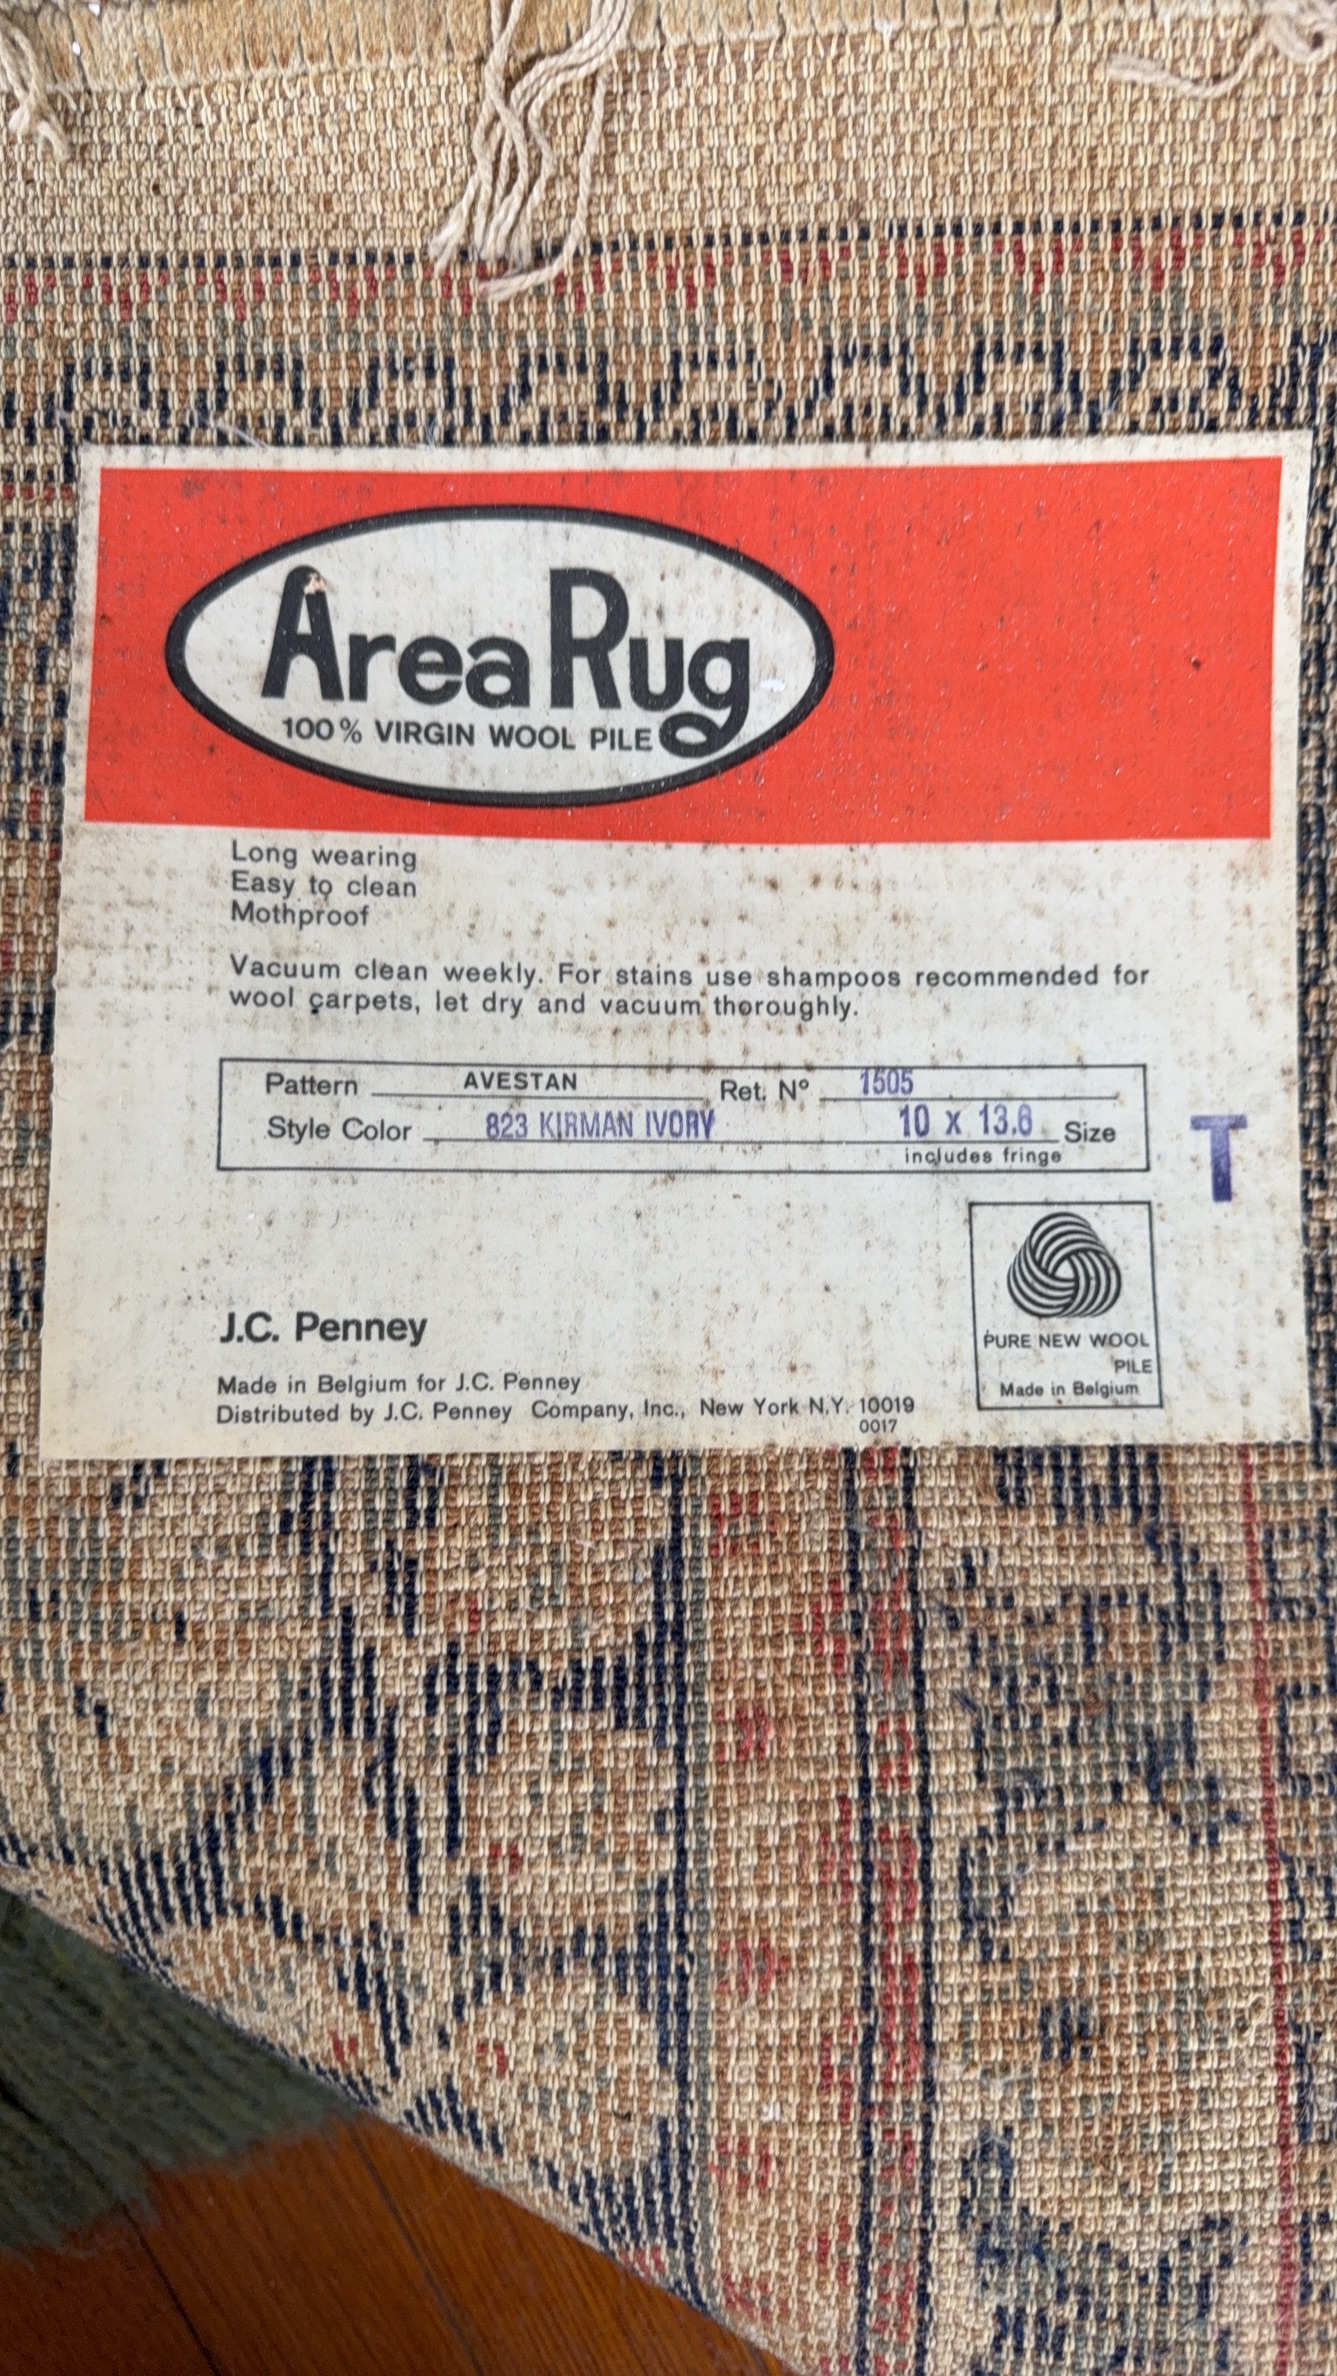 Area Rug
100% VIRGIN WOOL PILE
Long wearing
Easy to clean
Mothproof
Vacuum clean weekly. For stains use shampoos recommended for
wool carpets, let dry and vacuum thoroughly.
Pattern AVESTAN Ret. Nº 1505
Style Color 823 KIRMAN IVORY 10 x 13.6 Size
includes fringe
T
PURE NEW WOOL
PILE
Made in Belgium
J.C. Penney
Made in Belgium for J.C. Penney
Distributed by J.C. Penney Company, Inc., New York N.Y. 10019
0017